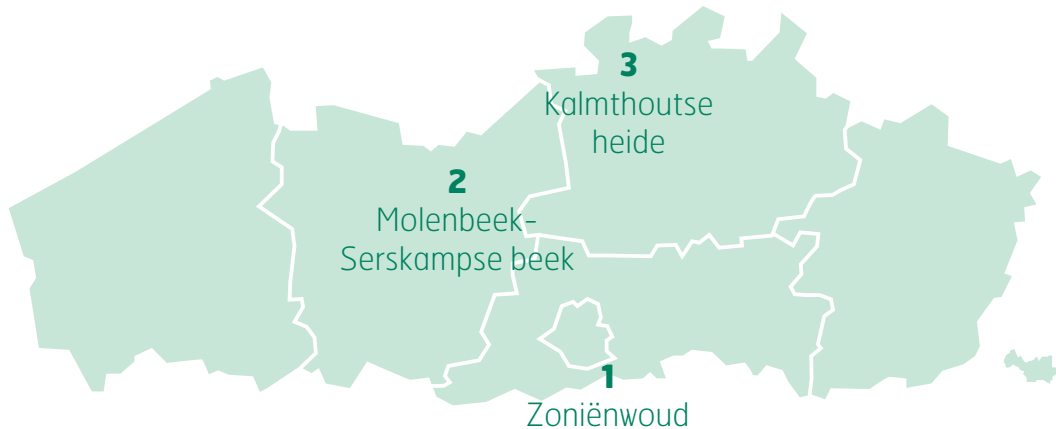 3
Kalmthoutse
heide
2
Molenbeek-
Serskampse beek
1
Zoniënwoud